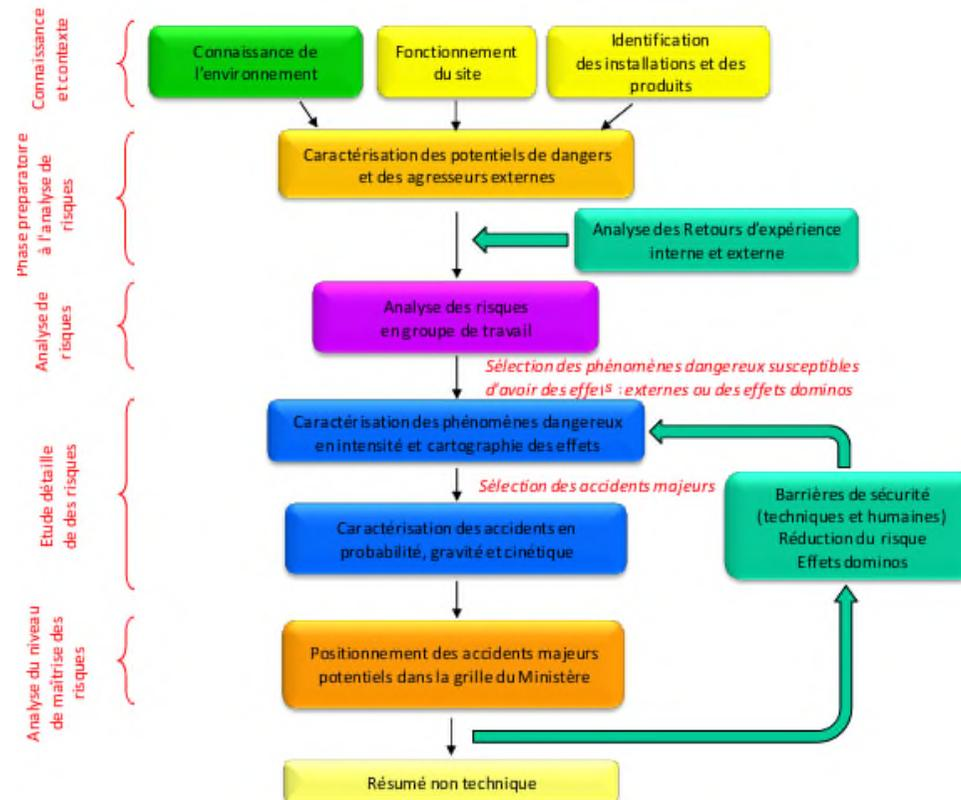 Connaissance
et contexte
Connaissance de
l'environnement
Fonctionnement
du site
Identification
des installations et des
produits
Phase preparatoire
à l'analyse de
risques
Caractérisation des potentiels de dangers
et des agresseurs externes
Analyse des Retours d'expérience
interne et externe
Analyse de
risques
Analyse des risques
en groupe de travail
Sélection des phénomènes dangereux susceptibles
d'avoir des effets : externes ou des effets dominos
Etude détaille
de des risques
Caractérisation des phénomènes dangereux
en intensité et cartographie des effets
Sélection des accidents majeurs
Barrières de sécurité
(techniques et humaines)
Réduction du risque
Effets dominos
Caractérisation des accidents en
probabilité, gravité et cinétique
Analyse du niveau
de maîtrise des
risques
Positionnement des accidents majeurs
potentiels dans la grille du Ministère
Résumé non technique